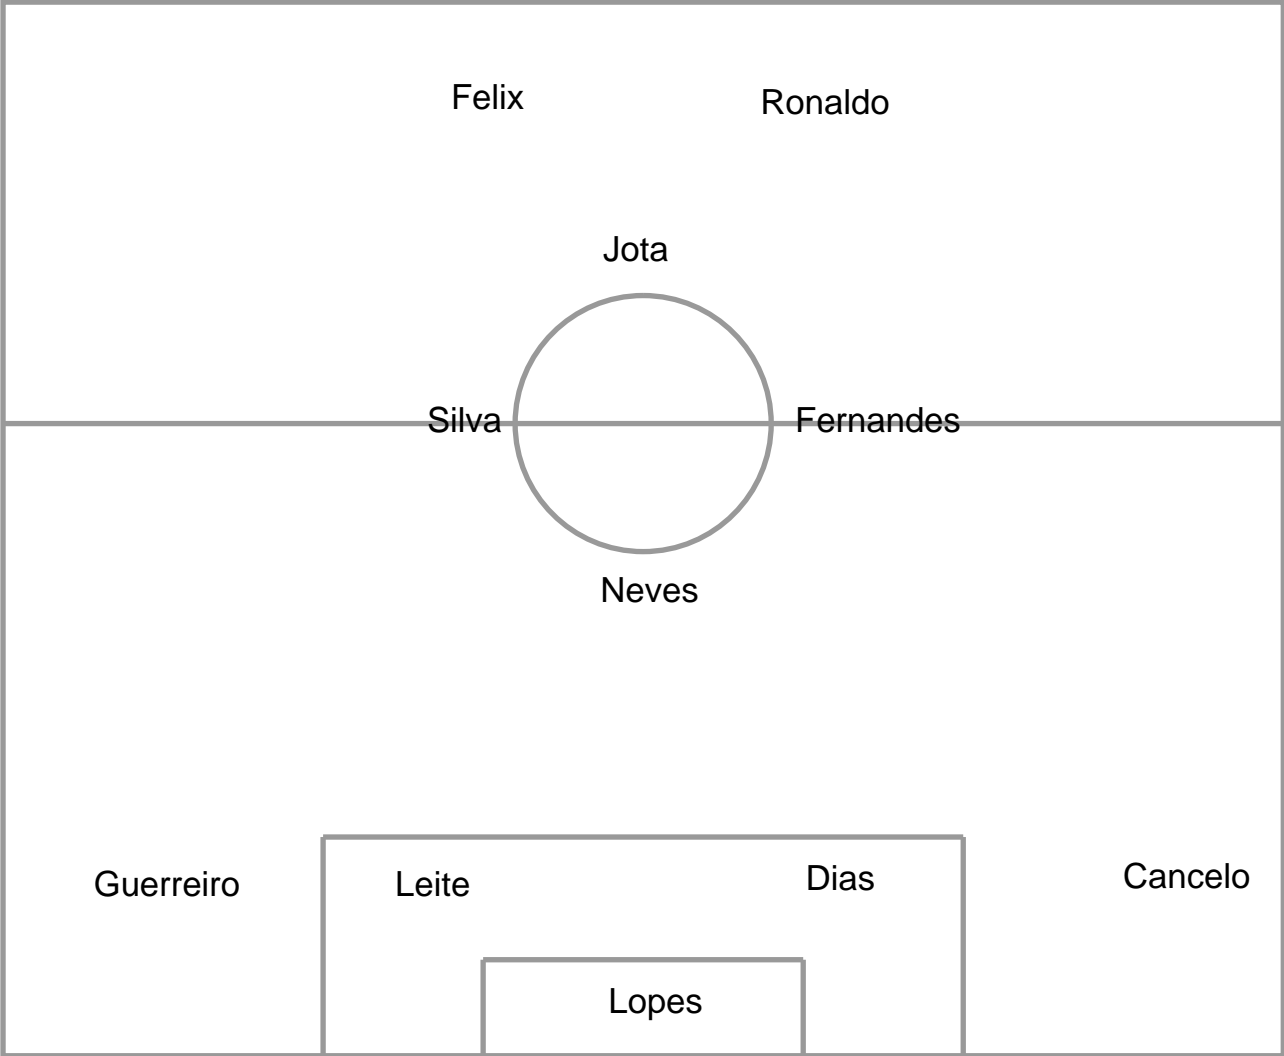 Felix
Ronaldo
Jota
Silva
Fernandes
Neves
Guerreiro
Leite
Dias
Cancelo
Lopes